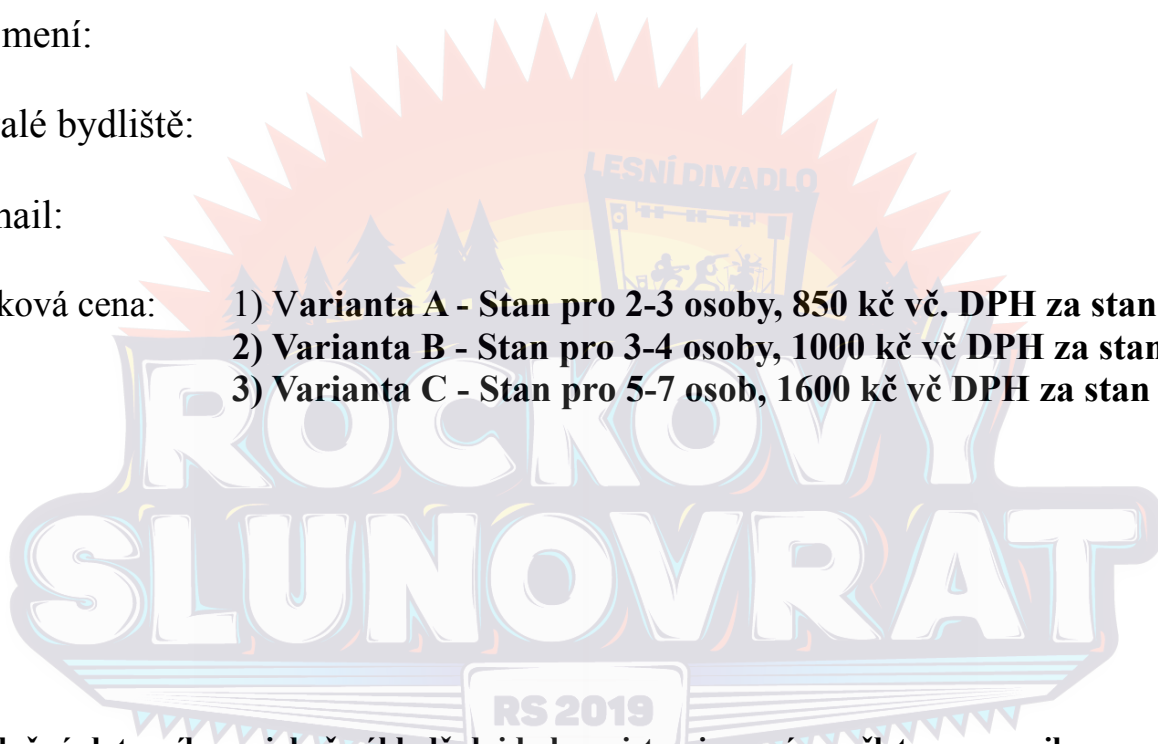 mení:
alé bydliště:
LESNÍ DIVADLO
nail:
ková cena: 1) Varianta A - Stan pro 2-3 osoby, 850 kč vč. DPH za stan
2) Varianta B - Stan pro 3-4 osoby, 1000 kč vč DPH za stan
3) Varianta C - Stan pro 5-7 osob, 1600 kč vč DPH za stan
ROCKOVÝ
SLUNOVRAT
RS 2019